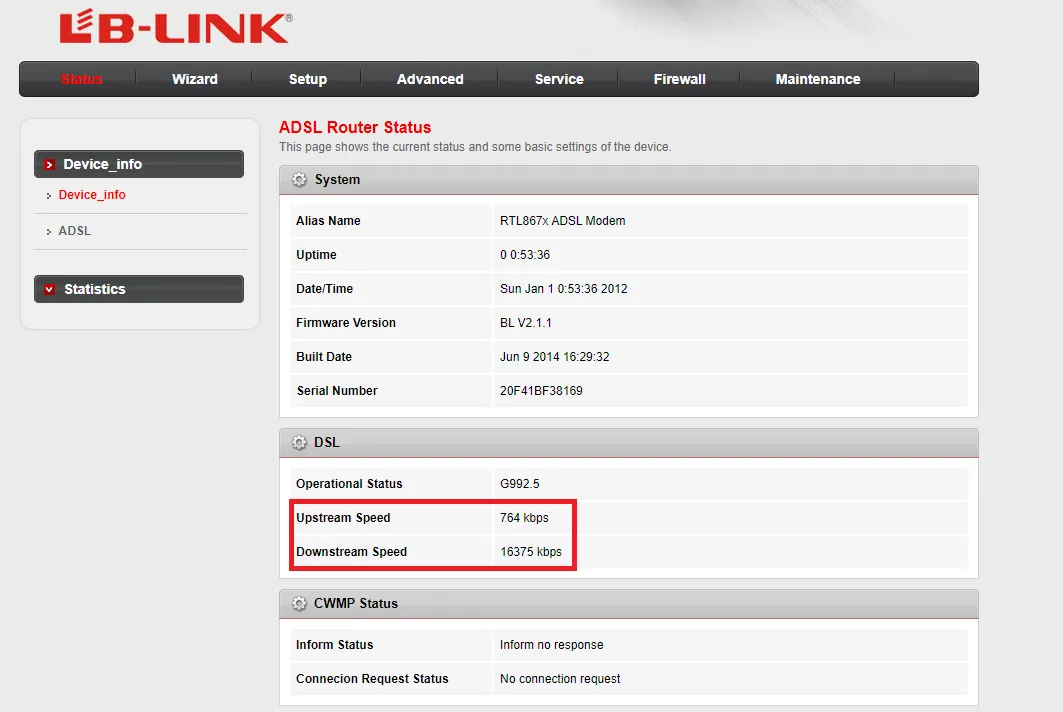 LB-LINK®
Status Wizard Setup Advanced Service Firewall Maintenance
Device_info
Device_info
ADSL
Statistics
ADSL Router Status
This page shows the current status and some basic settings of the device.
System
Alias Name RTL867x ADSL Modem
Uptime 0 0:53:36
Date/Time Sun Jan 1 0:53:36 2012
Firmware Version BL V2.1.1
Built Date Jun 9 2014 16:29:32
Serial Number 20F41BF38169
DSL
Operational Status G992.5
Upstream Speed 764 kbps
Downstream Speed 16375 kbps
CWMP Status
Inform Status Inform no response
Connecion Request Status No connection request